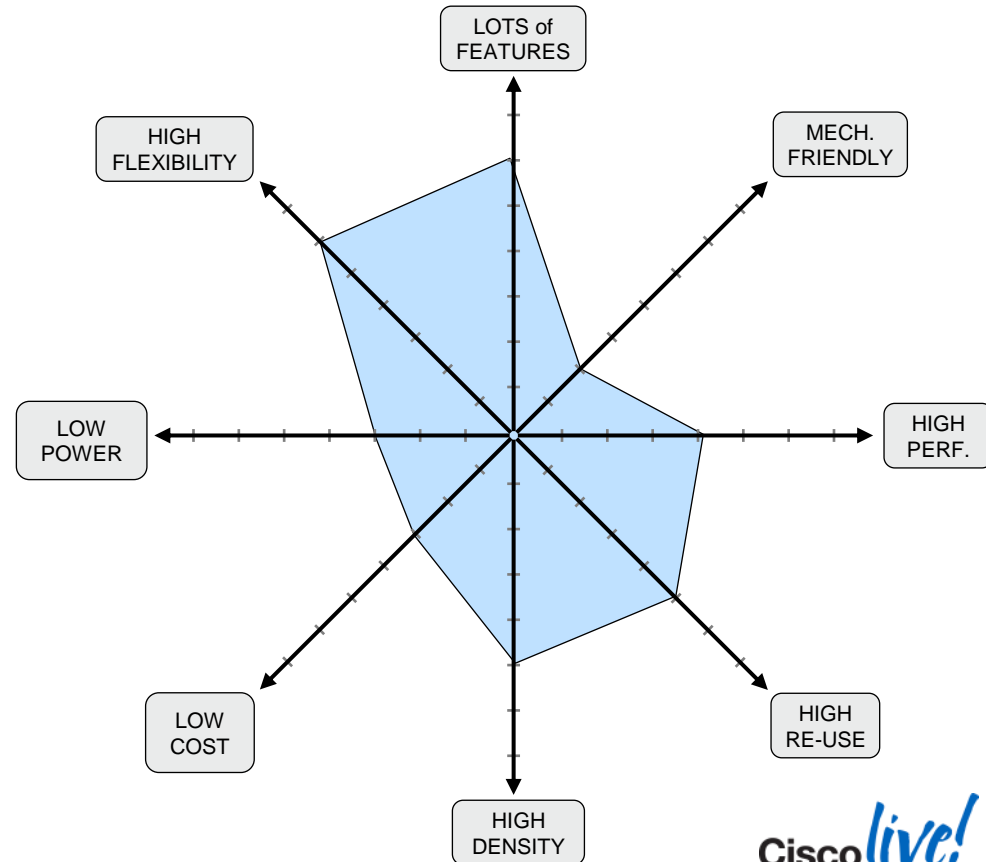 LOTS of
FEATURES
HIGH
FLEXIBILITY
MECH.
FRIENDLY
LOW
POWER
HIGH
PERF.
LOW
COST
HIGH
RE-USE
HIGH
DENSITY
Cisco live!